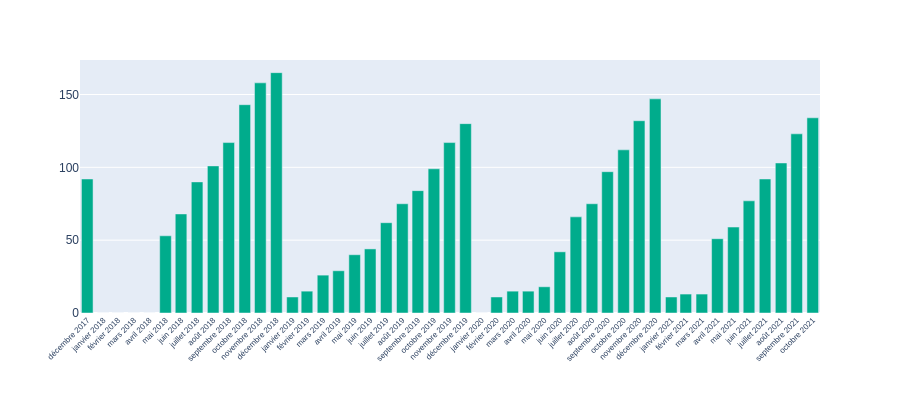 150
100
50
0
décembre 2017
janvier 2018
février 2018
mars 2018
avril 2018
mai 2018
juin 2018
juillet 2018
août 2018
septembre 2018
octobre 2018
novembre 2018
décembre 2018
janvier 2019
février 2019
mars 2019
avril 2019
mai 2019
juin 2019
juillet 2019
août 2019
septembre 2019
octobre 2019
novembre 2019
décembre 2019
janvier 2020
février 2020
mars 2020
avril 2020
mai 2020
juin 2020
juillet 2020
août 2020
septembre 2020
octobre 2020
novembre 2020
décembre 2020
janvier 2021
février 2021
mars 2021
avril 2021
mai 2021
juin 2021
juillet 2021
août 2021
septembre 2021
octobre 2021